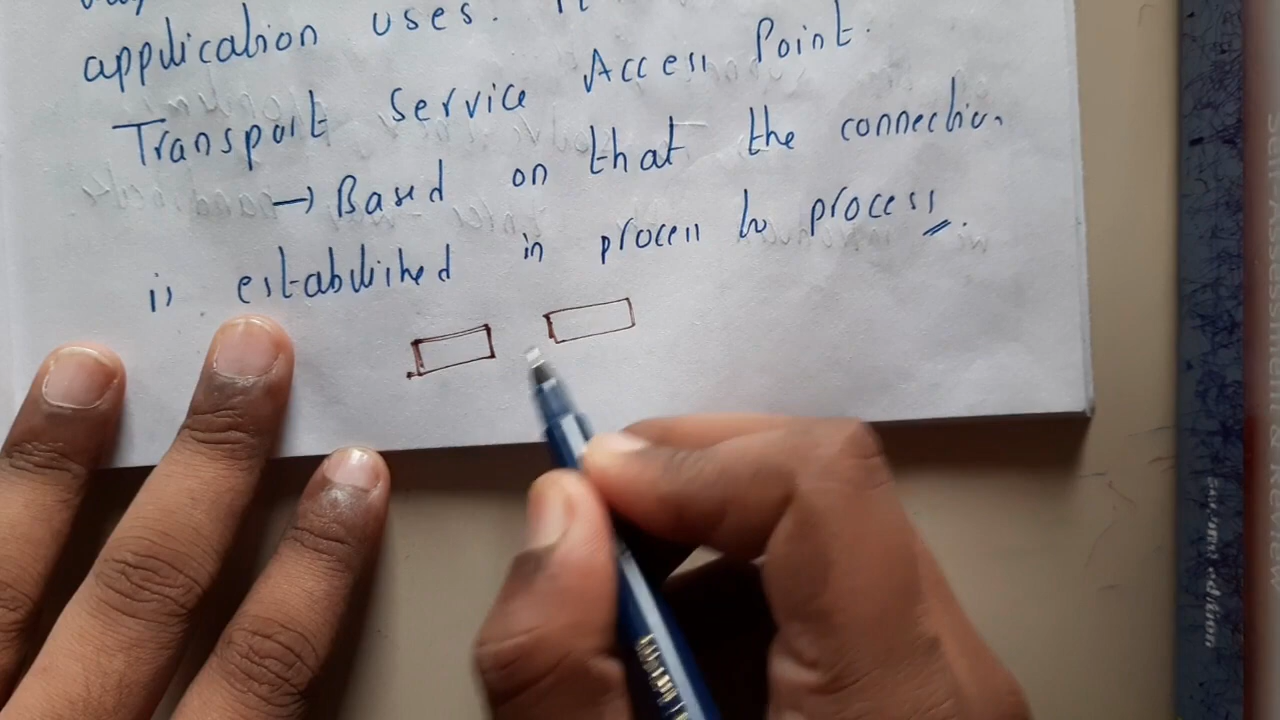 application uses.
Transport Service Access Point.
→ Based on that the connection
is established in process to process.